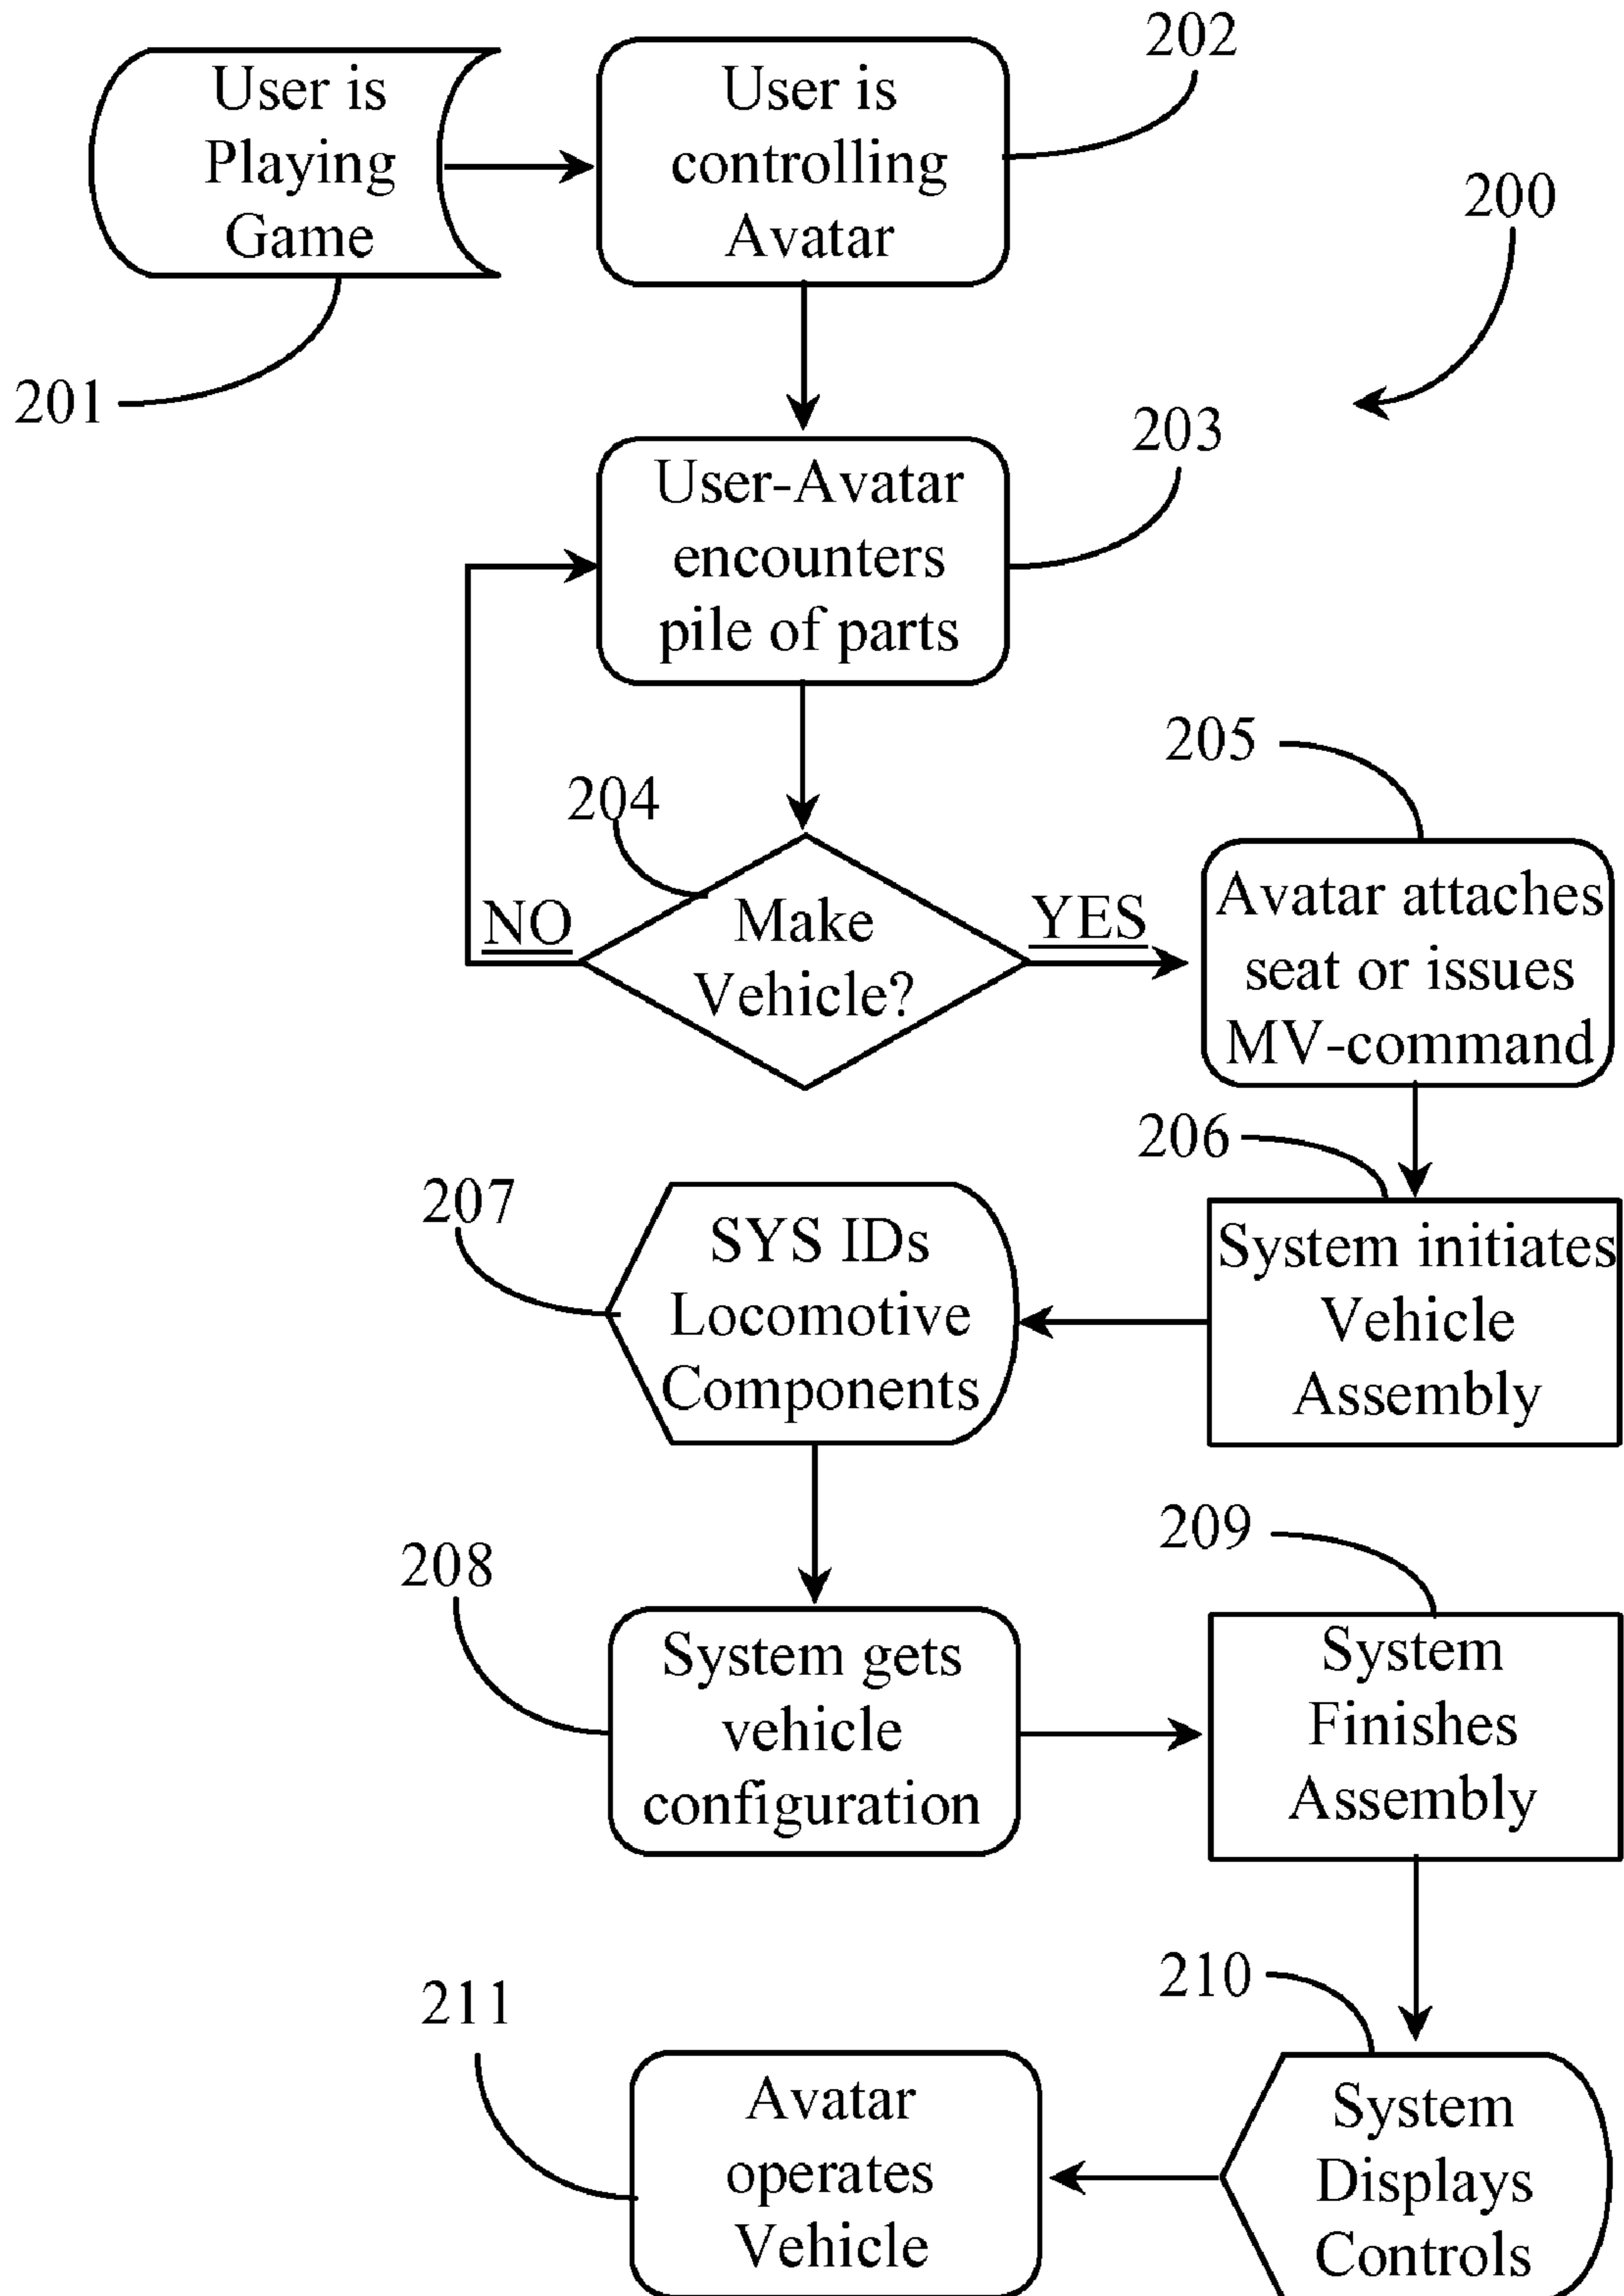 202
User is
Playing
Game
User is
controlling
Avatar
200
201
203
User-Avatar
encounters
pile of parts
205
204
NO
Make
Vehicle?
YES
Avatar attaches
seat or issues
MV-command
206
207
SYS IDs
Locomotive
Components
System initiates
Vehicle
Assembly
209
208
System gets
vehicle
configuration
System
Finishes
Assembly
210
211
Avatar
operates
Vehicle
System
Displays
Controls